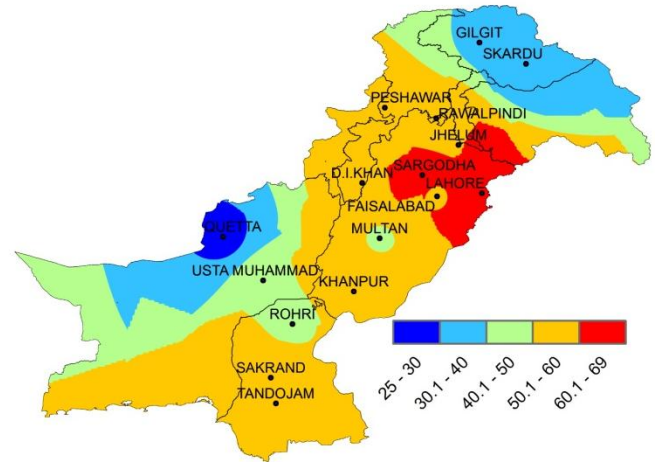 GILGIT
SKARDU
PESHAWAR
RAWALPINDI
JHELUM
SARGODHA
D.I.KHAN
LAHORE
FAISALABAD
MULTAN
QUETTA
USTA MUHAMMAD
KHANPUR
ROHRI
SAKRAND
TANDOJAM
25 - 30
30.1 - 40
40.1 - 50
50.1 - 60
60.1 - 69